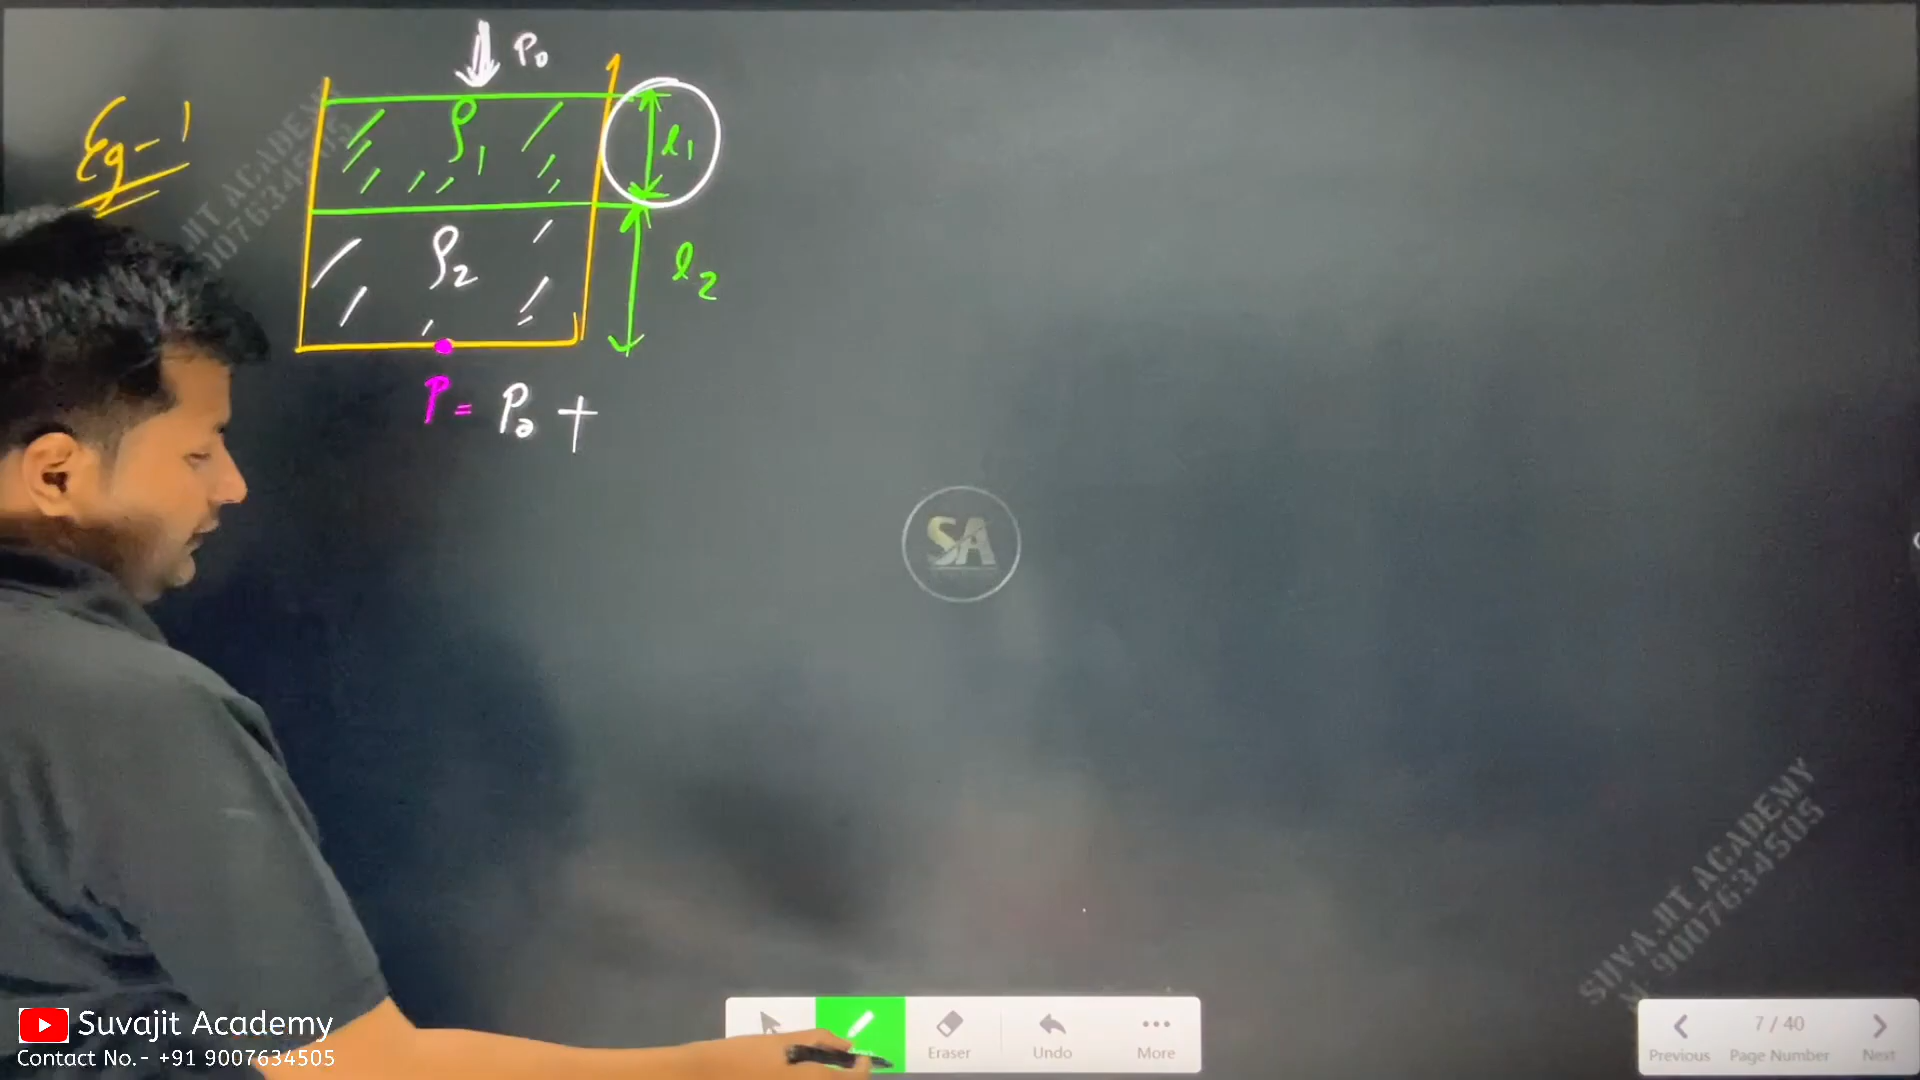 P₀
Eg-1
ρ₁
l₁
ρ₂
l₂
P = P₀ +
SA
SUVAJIT ACADEMY
9007634505
Suvajit Academy
Contact No.- +91 9007634505
Eraser
Undo
More
7 / 40
Previous
Page Number
Next